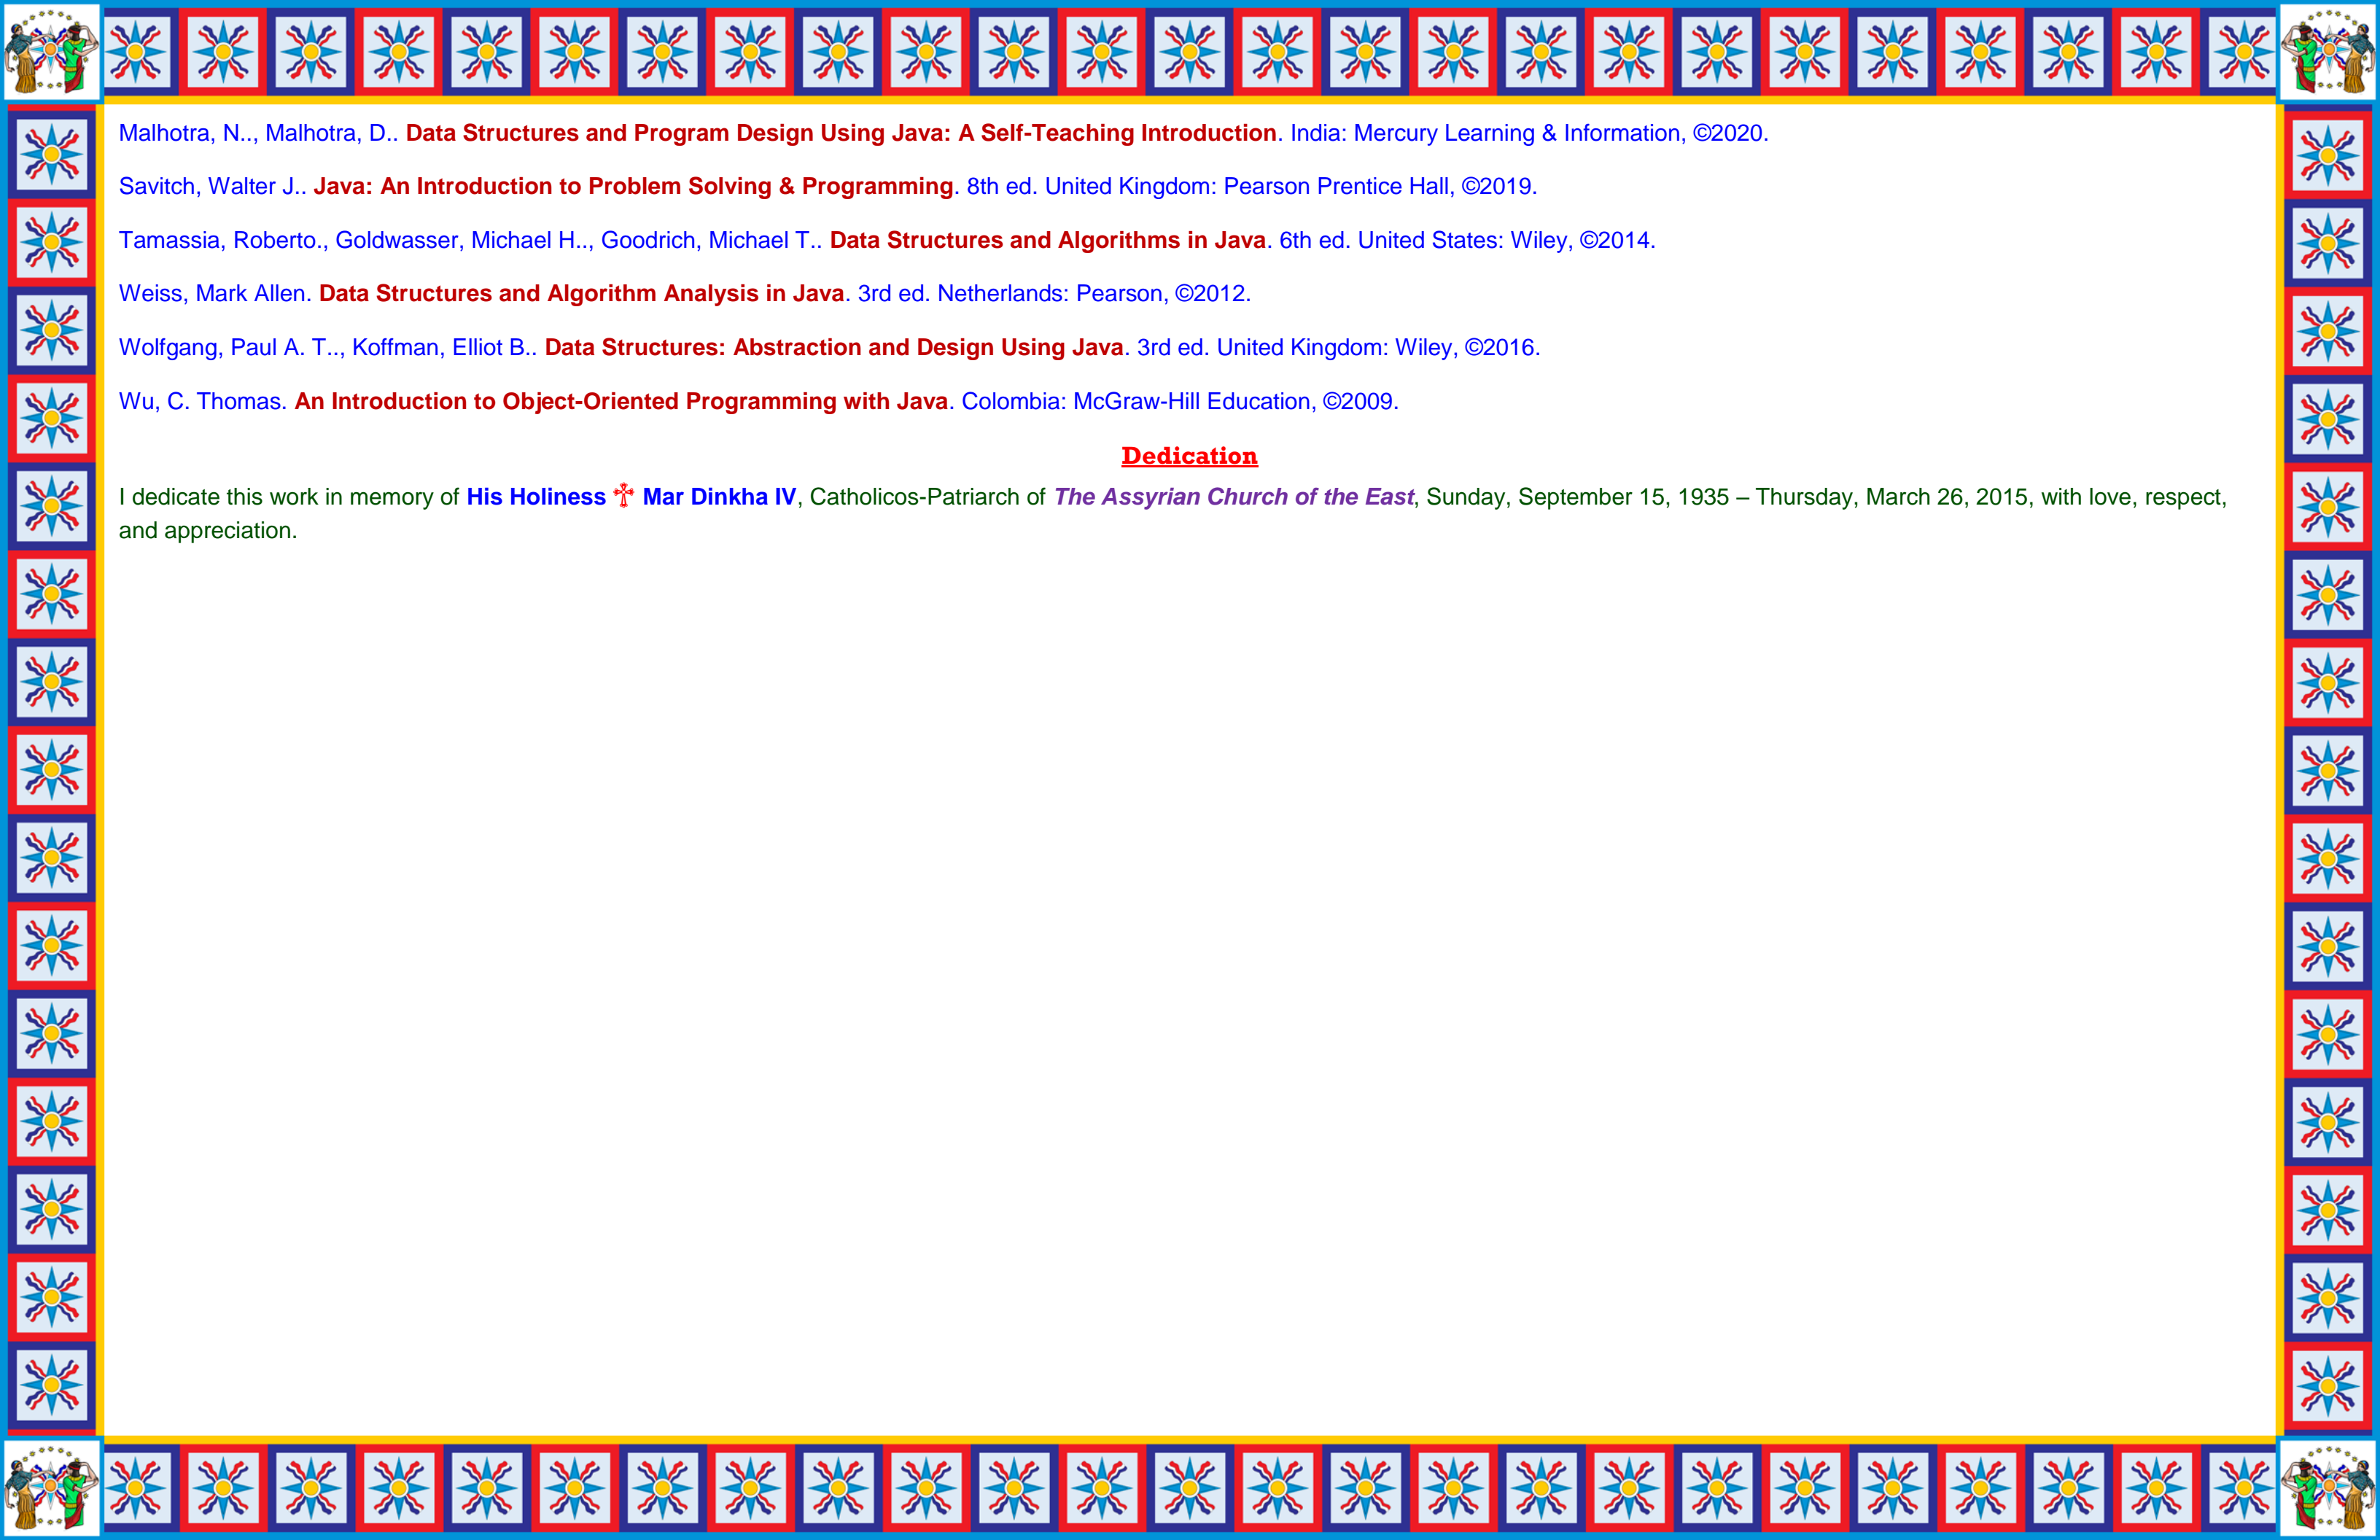 Malhotra, N.., Malhotra, D.. Data Structures and Program Design Using Java: A Self-Teaching Introduction. India: Mercury Learning & Information, ©2020.
Savitch, Walter J.. Java: An Introduction to Problem Solving & Programming. 8th ed. United Kingdom: Pearson Prentice Hall, ©2019.
Tamassia, Roberto., Goldwasser, Michael H.., Goodrich, Michael T.. Data Structures and Algorithms in Java. 6th ed. United States: Wiley, ©2014.
Weiss, Mark Allen. Data Structures and Algorithm Analysis in Java. 3rd ed. Netherlands: Pearson, ©2012.
Wolfgang, Paul A. T.., Koffman, Elliot B.. Data Structures: Abstraction and Design Using Java. 3rd ed. United Kingdom: Wiley, ©2016.
Wu, C. Thomas. An Introduction to Object-Oriented Programming with Java. Colombia: McGraw-Hill Education, ©2009.
Dedication
I dedicate this work in memory of His Holiness ♱ Mar Dinkha IV, Catholicos-Patriarch of The Assyrian Church of the East, Sunday, September 15, 1935 – Thursday, March 26, 2015, with love, respect,
and appreciation.